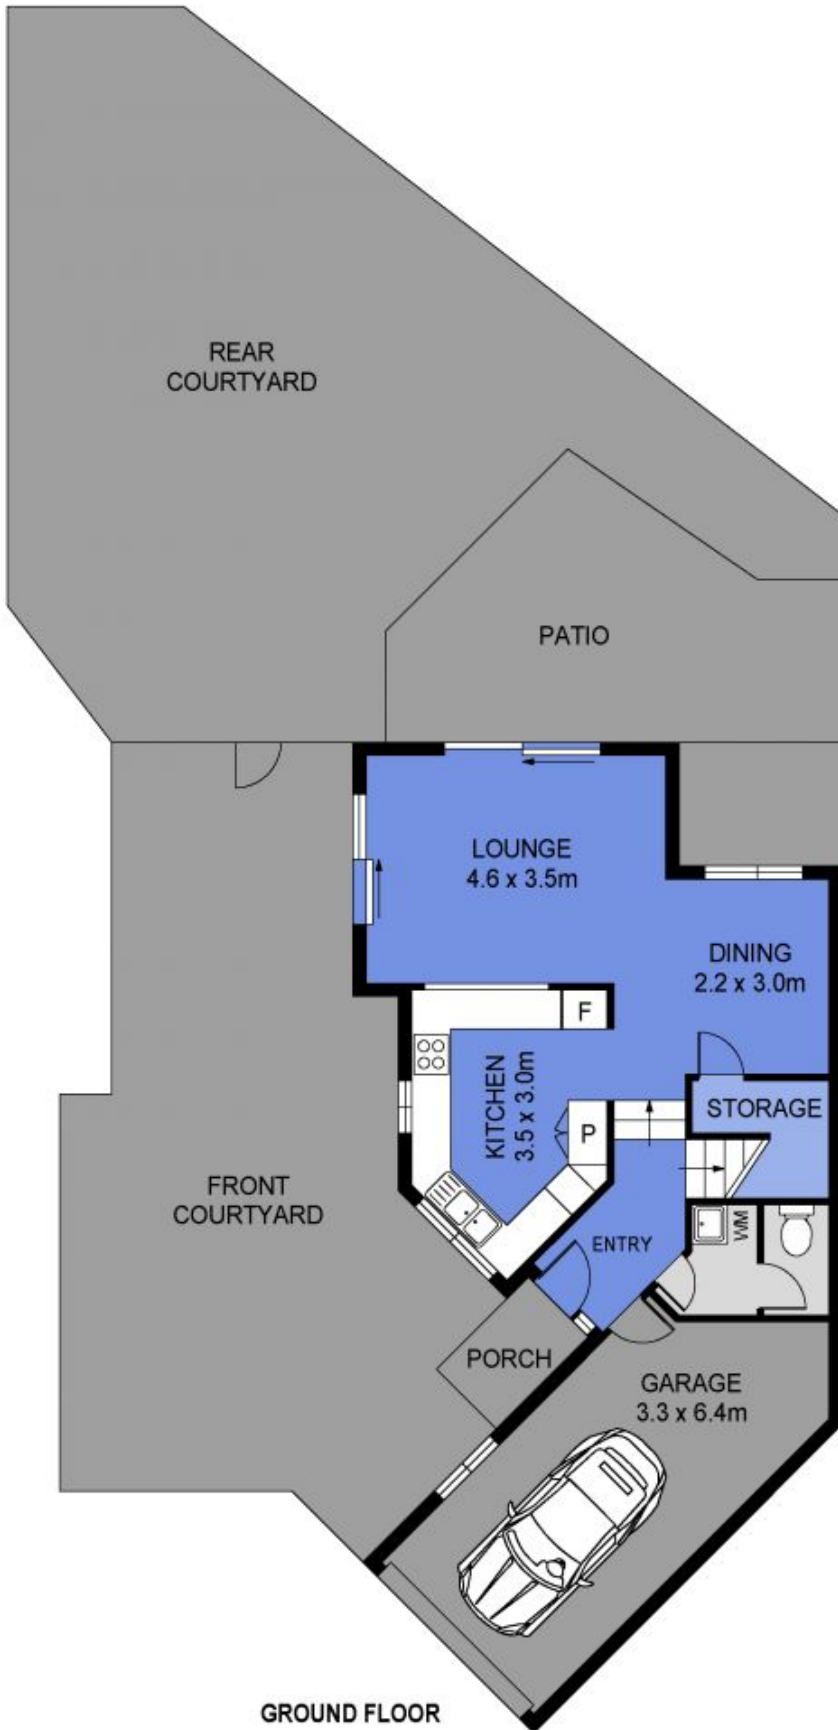 REAR
COURTYARD
PATIO
LOUNGE
4.6 x 3.5m
DINING
2.2 x 3.0m
F
KITCHEN
3.5 x 3.0m
P
STORAGE
FRONT
COURTYARD
ENTRY
WM
PORCH
GARAGE
3.3 x 6.4m
GROUND FLOOR